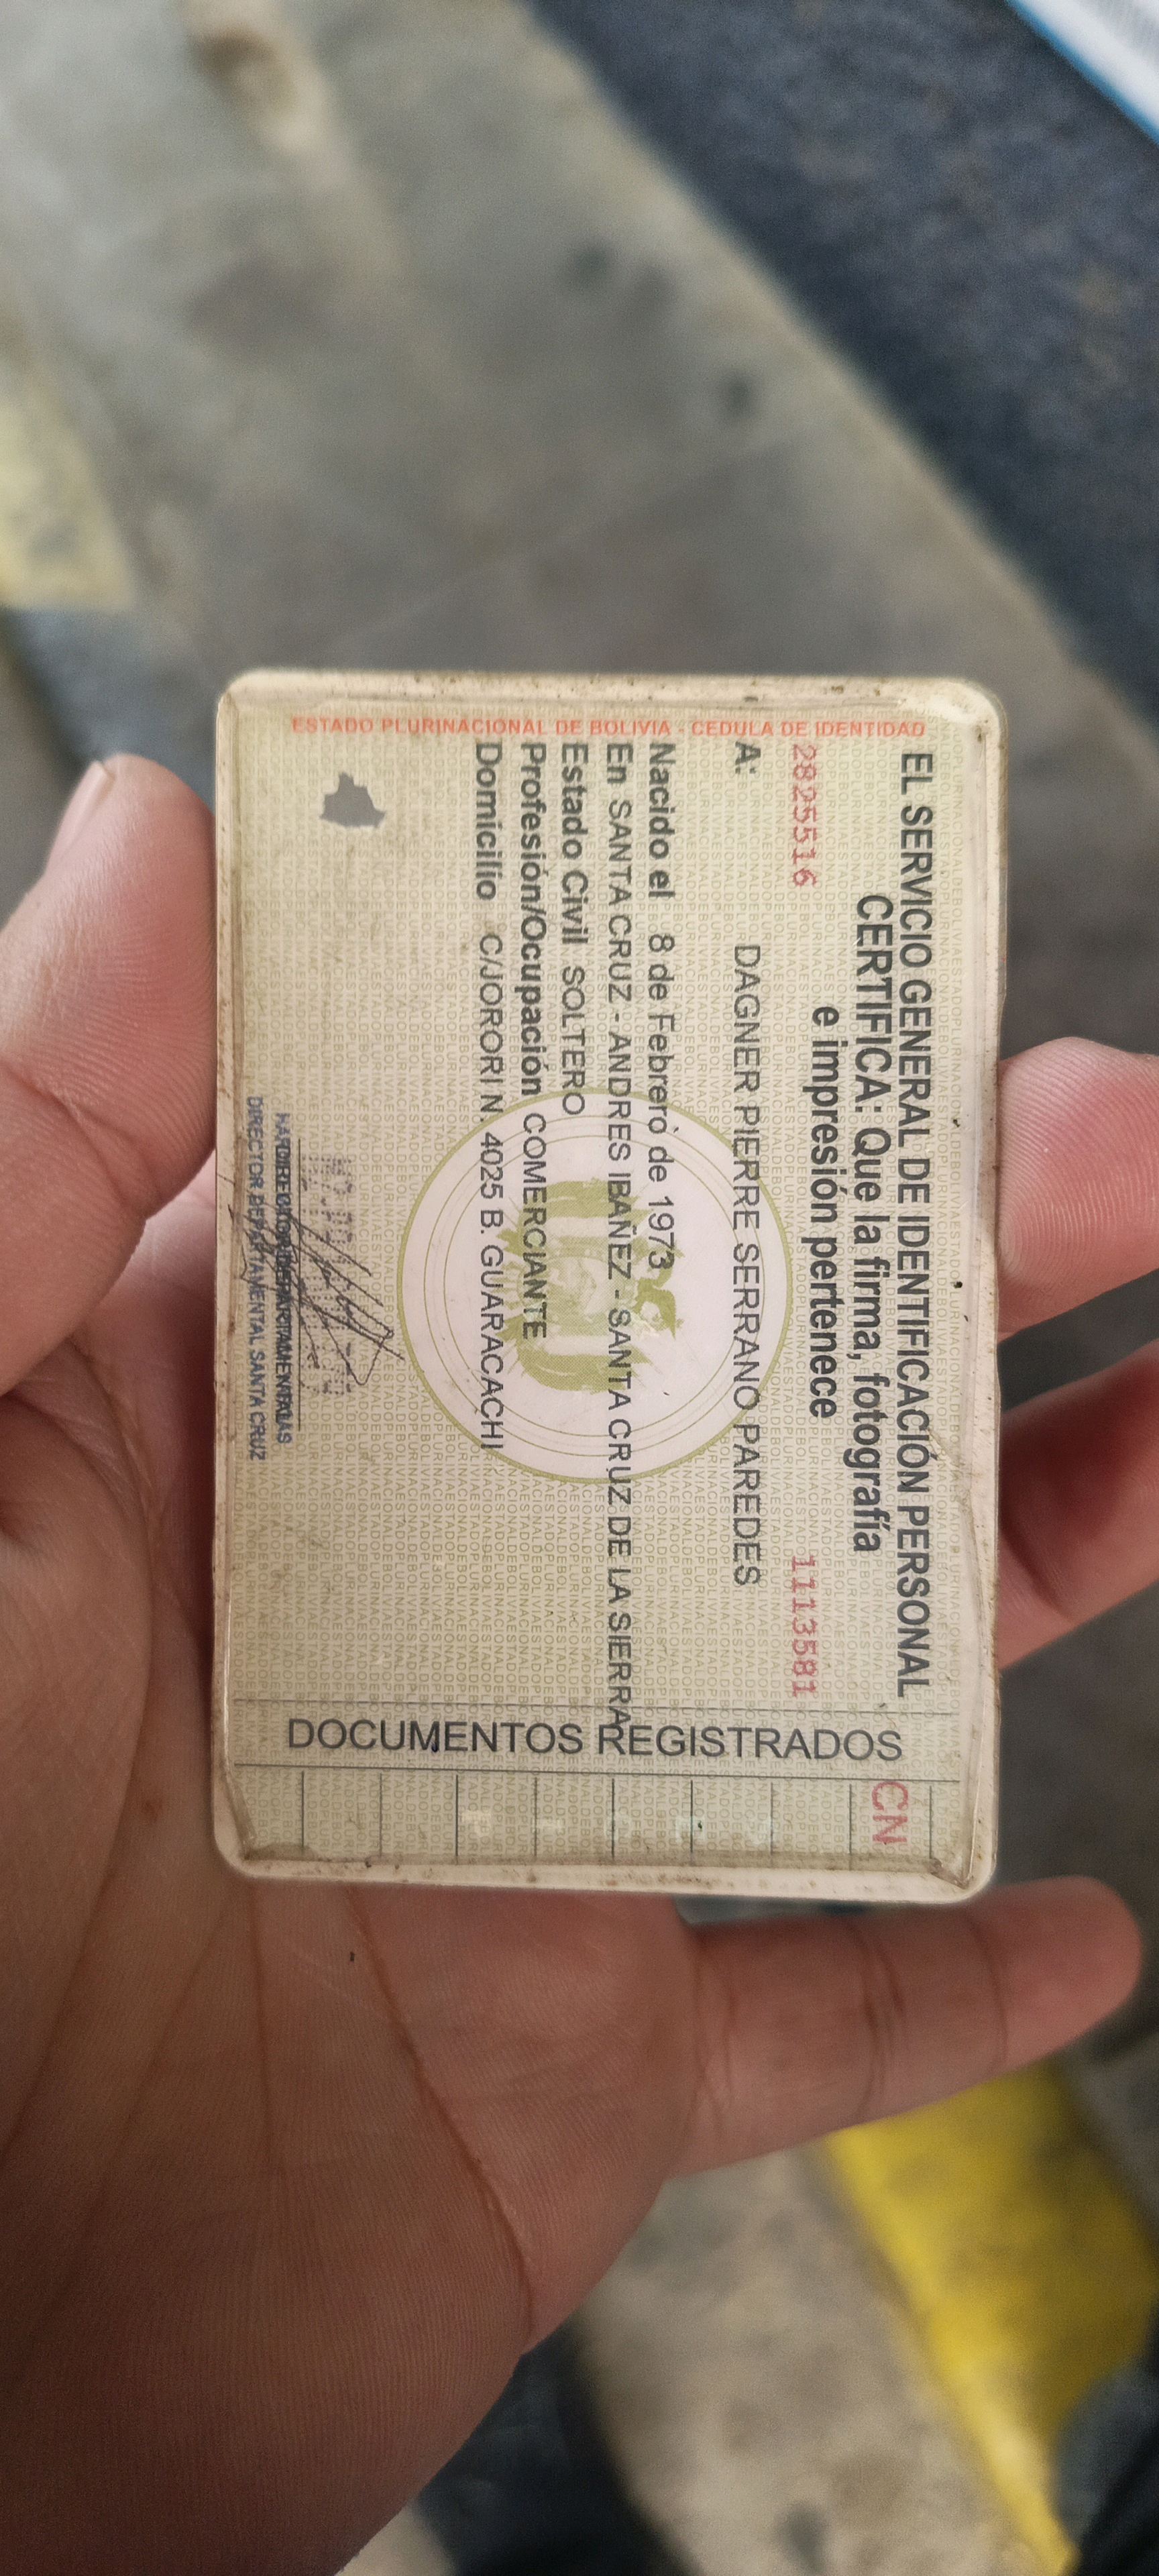 ESTADO PLURINACIONAL DE BOLIVIA - CEDULA DE IDENTIDAD
EL SERVICIO GENERAL DE IDENTIFICACIÓN PERSONAL
CERTIFICA: Que la firma, fotografía
e impresión pertenece
2825516 1113581
A: DAGNER PIERRE SERRANO PAREDES
Nacido el 8 de Febrero de 1973
En SANTA CRUZ - ANDRES IBAÑEZ - SANTA CRUZ DE LA SIERRA
Estado Civil SOLTERO
Profesión/Ocupación COMERCIANTE
Domicilio C/JORORI N. 4025 B. GUARACACHI
DIRECTOR DEPARTAMENTAL SANTA CRUZ
DOCUMENTOS REGISTRADOS
CN